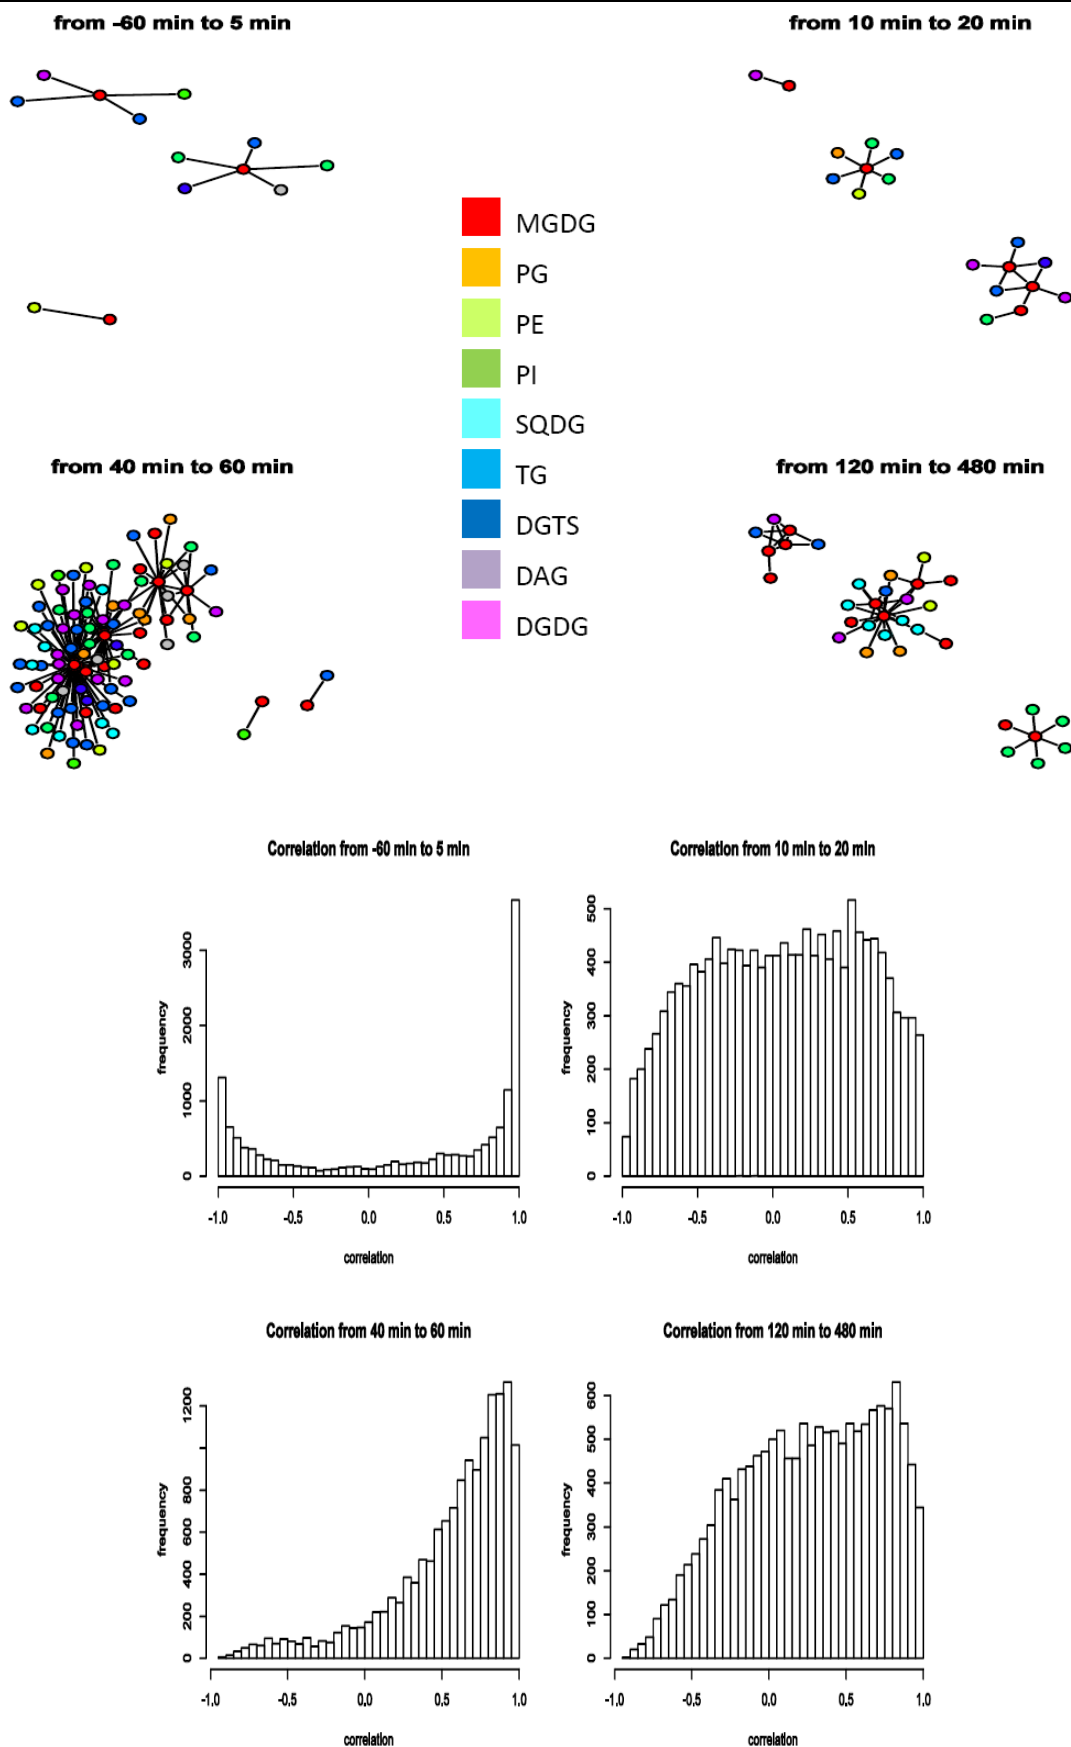 from -60 min to 5 min
from 10 min to 20 min
MGDG
PG
PE
PI
SQDG
TG
DGTS
DAG
DGDG
from 40 min to 60 min
from 120 min to 480 min
Correlation from -60 min to 5 min
frequency
0 1000 2000 3000
-1.0 -0.5 0.0 0.5 1.0
correlation
Correlation from 10 min to 20 min
frequency
0 100 200 300 400 500
-1.0 -0.5 0.0 0.5 1.0
correlation
Correlation from 40 min to 60 min
frequency
0 200 400 600 800 1200
-1.0 -0.5 0.0 0.5 1.0
correlation
Correlation from 120 min to 480 min
frequency
0 100 200 300 400 500 600
-1.0 -0.5 0.0 0.5 1.0
correlation